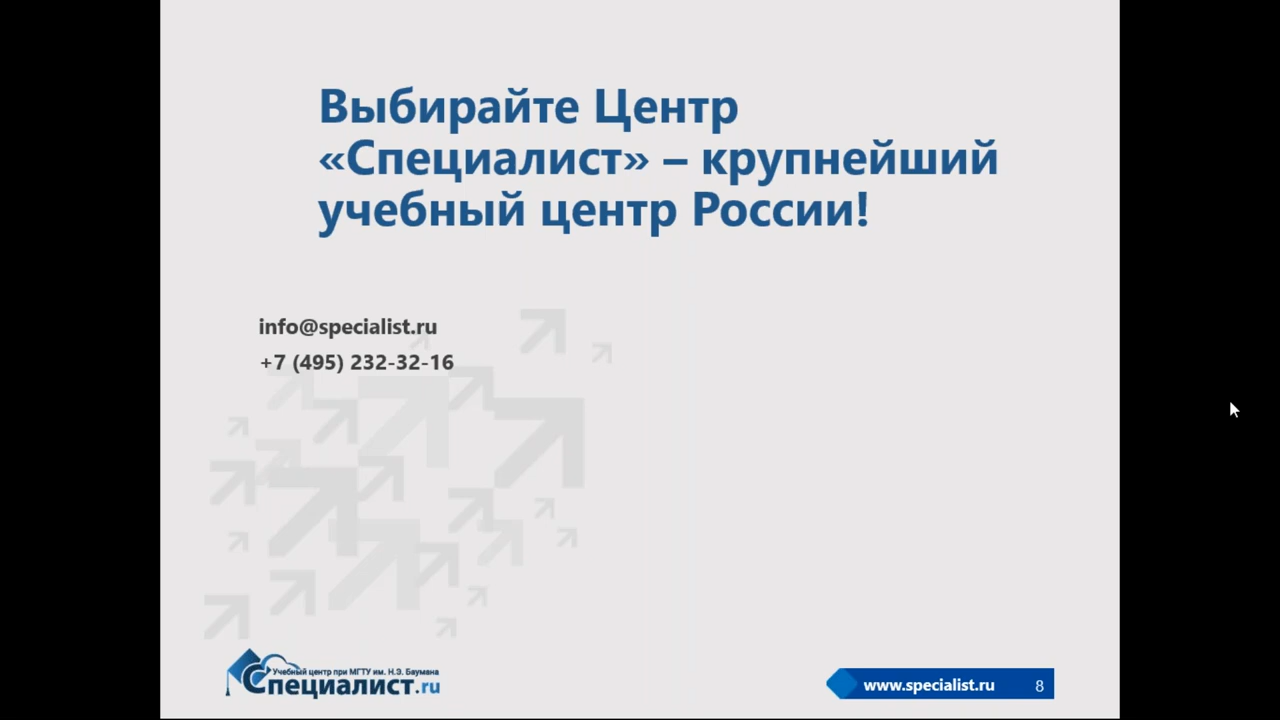 Выбирайте Центр
«Специалист» – крупнейший
учебный центр России!
info@specialist.ru
+7 (495) 232-32-16
Учебный центр при МГТУ им. Н.Э. Баумана
Специалист.ru
www.specialist.ru 8